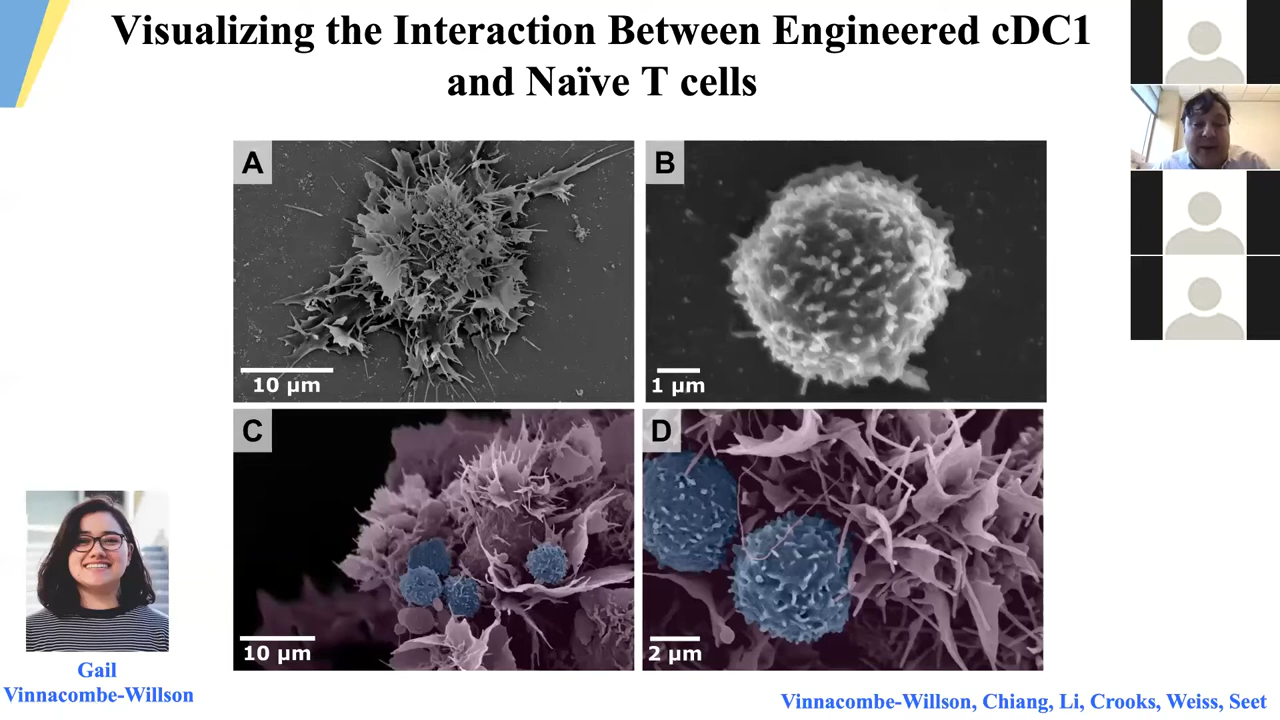 Visualizing the Interaction Between Engineered cDC1
and Naïve T cells
A
10 µm
B
1 µm
C
10 µm
D
2 µm
Gail
Vinnacombe-Willson
Vinnacombe-Willson, Chiang, Li, Crooks, Weiss, Seet